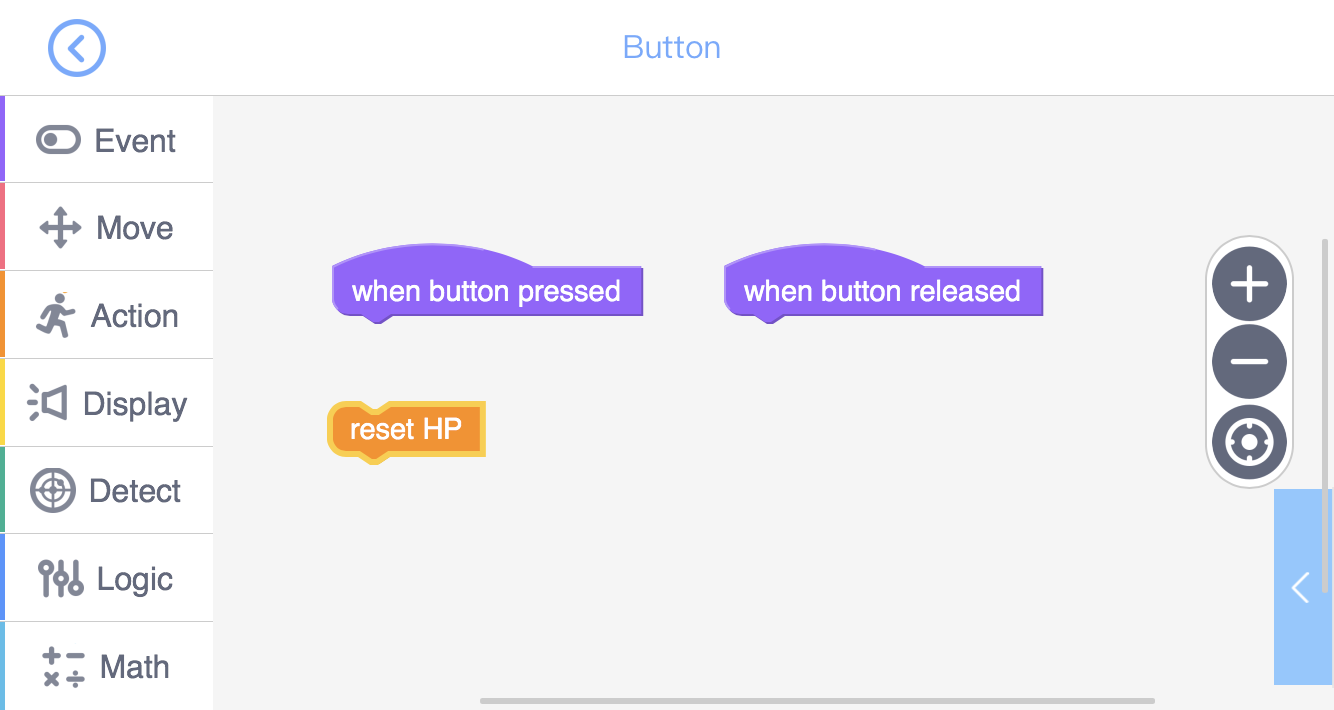 Button
Event
Move
Action
Display
Detect
Logic
Math
when button pressed
when button released
reset HP